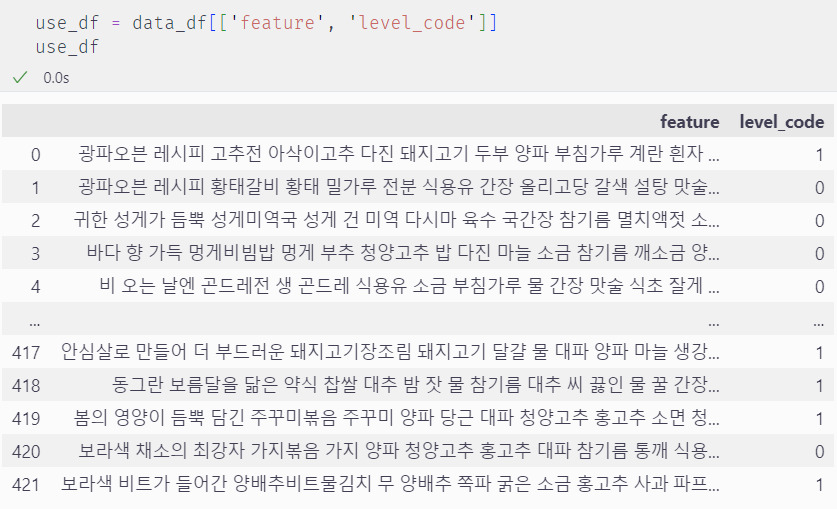 use_df = data_df[['feature', 'level_code']]
use_df
✓ 0.0s
feature level_code
0 광파오븐 레시피 고추전 아삭이고추 다진 돼지고기 두부 양파 부침가루 계란 흰자 ... 1
1 광파오븐 레시피 황태갈비 황태 밀가루 전분 식용유 간장 올리고당 갈색 설탕 맛술... 0
2 귀한 성게가 듬뿍 성게미역국 성게 건 미역 다시마 육수 국간장 참기름 멸치액젓 소... 0
3 바다 향 가득 멍게비빔밥 멍게 부추 청양고추 밥 다진 마늘 소금 참기름 깨소금 양... 0
4 비 오는 날엔 곤드레전 생 곤드레 식용유 소금 부침가루 물 간장 맛술 식초 잘게 ... 0
... ... ...
417 안심살로 만들어 더 부드러운 돼지고기장조림 돼지고기 달걀 물 대파 양파 마늘 생강... 1
418 동그란 보름달을 닮은 약식 찹쌀 대추 밤 잣 물 참기름 대추 씨 끓인 물 꿀 간장... 1
419 봄의 영양이 듬뿍 담긴 주꾸미볶음 주꾸미 양파 당근 대파 청양고추 홍고추 소면 청... 1
420 보라색 채소의 최강자 가지볶음 가지 양파 청양고추 홍고추 대파 참기름 통깨 식용... 0
421 보라색 비트가 들어간 양배추비트물김치 무 양배추 쪽파 굵은 소금 홍고추 사과 파프... 1